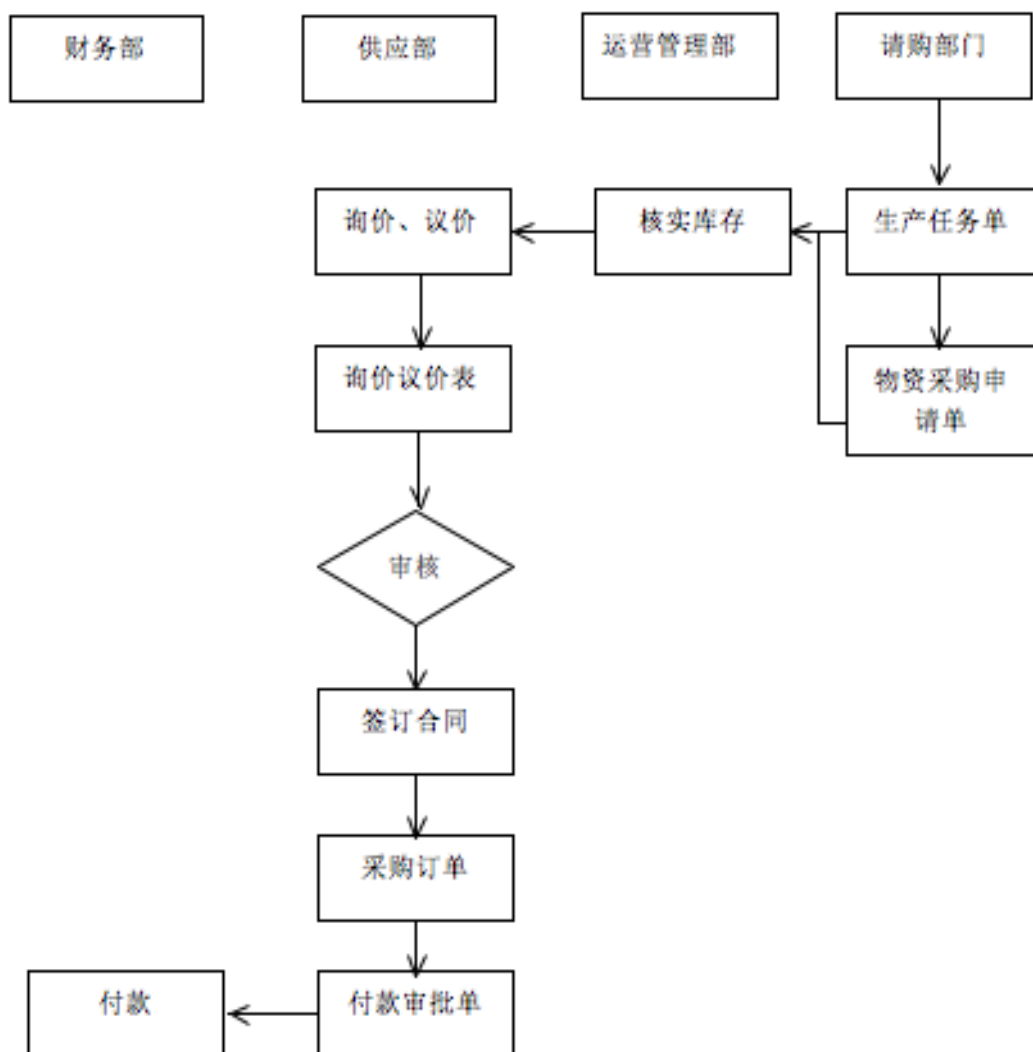 财务部
供应部
运营管理部
请购部门
询价、议价
核实库存
生产任务单
询价议价表
物资采购申
请单
审核
签订合同
采购订单
付款
付款审批单